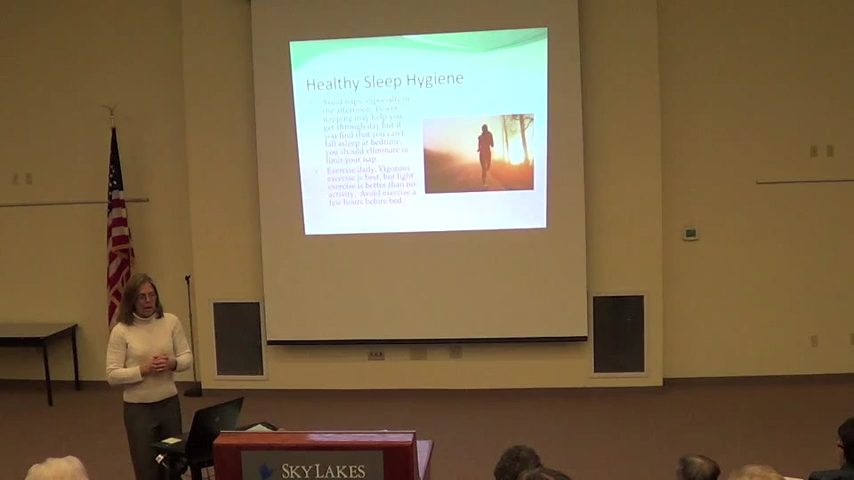 Healthy Sleep Hygiene
Avoid naps, especially in
the afternoon. Power
napping may help you
get through day but if
you find that you can't
fall asleep at bedtime,
you should eliminate or
limit your nap.
Exercise daily. Vigorous
exercise is best, but light
exercise is better than no
activity. Avoid exercise a
few hours before bed.
SKYLAKES